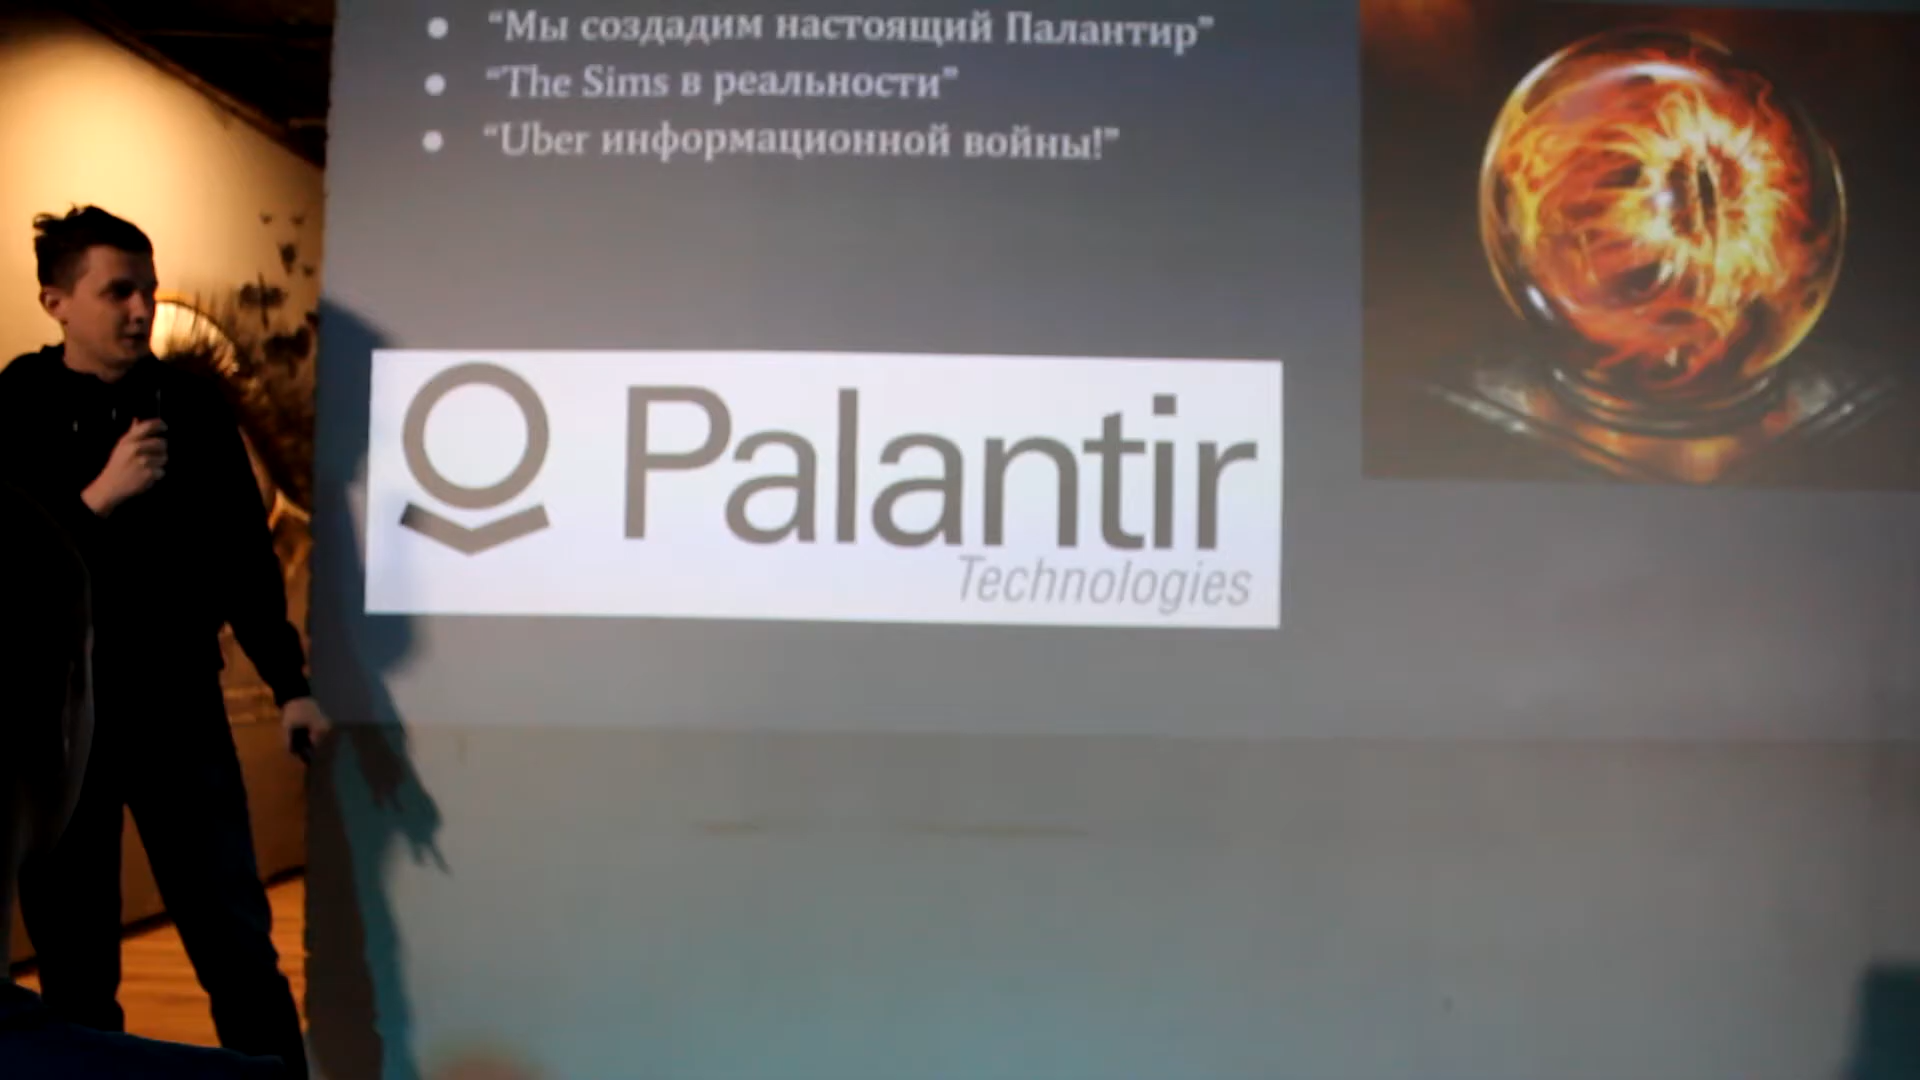 “Мы создадим настоящий Палантир”
“The Sims в реальности”
“Uber информационной войны!”
Palantir
Technologies